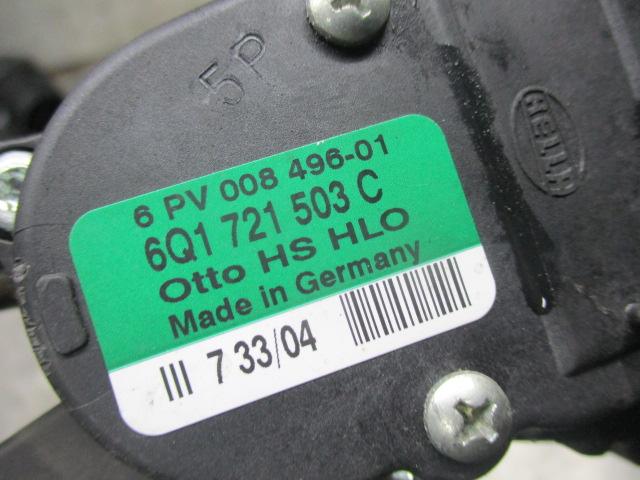 5P
HELLA
6 PV 008 496-01
6Q1 721 503 C
Otto HS HLO
Made in Germany
III 7 33/04